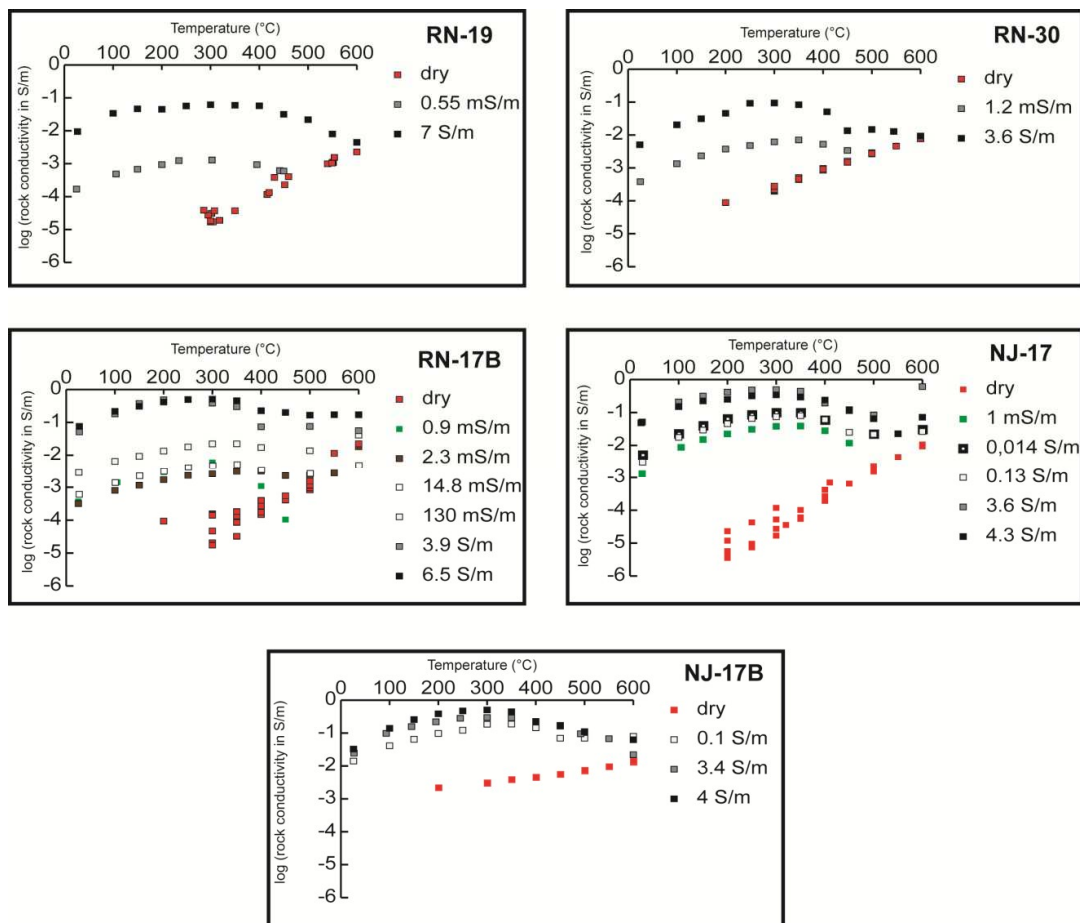 Temperature (°C)
RN-19
0 100 200 300 400 500 600
0
-1
-2
-3
-4
-5
-6
log (rock conductivity in S/m)
dry
0.55 mS/m
7 S/m
Temperature (°C)
RN-30
0 100 200 300 400 500 600
0
-1
-2
-3
-4
-5
-6
log (rock conductivity in S/m)
dry
1.2 mS/m
3.6 S/m
Temperature (°C)
RN-17B
0 100 200 300 400 500 600
0
-1
-2
-3
-4
-5
-6
log (rock conductivity in S/m)
dry
0.9 mS/m
2.3 mS/m
14.8 mS/m
130 mS/m
3.9 S/m
6.5 S/m
Temperature (°C)
NJ-17
0 100 200 300 400 500 600
0
-1
-2
-3
-4
-5
-6
log (rock conductivity in S/m)
dry
1 mS/m
0,014 S/m
0.13 S/m
3.6 S/m
4.3 S/m
Temperature (°C)
NJ-17B
0 100 200 300 400 500 600
0
-1
-2
-3
-4
-5
-6
log (rock conductivity in S/m)
dry
0.1 S/m
3.4 S/m
4 S/m